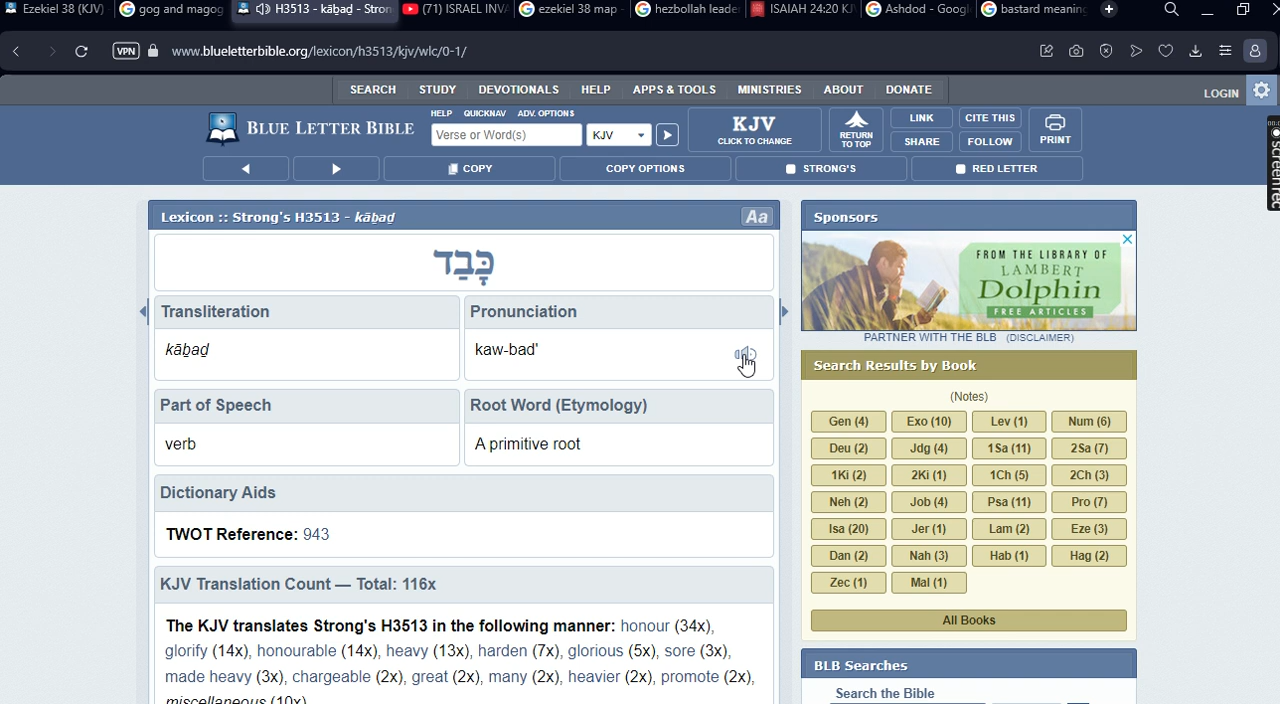 Ezekiel 38 (KJV)
gog and magog
H3513 - kāḇaḏ - Stron
(71) ISRAEL INVA
ezekiel 38 map
hezbollah leade
ISAIAH 24:20 KJ
Ashdod - Googl
bastard meanin
VPN
www.blueletterbible.org/lexicon/h3513/kjv/wlc/0-1/
SEARCH STUDY DEVOTIONALS HELP APPS & TOOLS MINISTRIES ABOUT DONATE
LOGIN
BLUE LETTER BIBLE
HELP QUICKNAV ADV. OPTIONS
Verse or Word(s)
KJV
KJV
CLICK TO CHANGE
RETURN
TO TOP
LINK
CITE THIS
SHARE
FOLLOW
PRINT
COPY
COPY OPTIONS
STRONG'S
RED LETTER
screenrec
Lexicon :: Strong's H3513 - kāḇaḏ
Aa
כָּבַד
Transliteration
kāḇaḏ
Pronunciation
kaw-bad'
Part of Speech
verb
Root Word (Etymology)
A primitive root
Dictionary Aids
TWOT Reference: 943
KJV Translation Count — Total: 116x
The KJV translates Strong's H3513 in the following manner: honour (34x),
glorify (14x), honourable (14x), heavy (13x), harden (7x), glorious (5x), sore (3x),
made heavy (3x), chargeable (2x), great (2x), many (2x), heavier (2x), promote (2x),
miscellaneous (10x)
Sponsors
FROM THE LIBRARY OF
LAMBERT
Dolphin
FREE ARTICLES
PARTNER WITH THE BLB (DISCLAIMER)
Search Results by Book
(Notes)
Gen (4) Exo (10) Lev (1) Num (6)
Deu (2) Jdg (4) 1Sa (11) 2Sa (7)
1Ki (2) 2Ki (1) 1Ch (5) 2Ch (3)
Neh (2) Job (4) Psa (11) Pro (7)
Isa (20) Jer (1) Lam (2) Eze (3)
Dan (2) Nah (3) Hab (1) Hag (2)
Zec (1) Mal (1)
All Books
BLB Searches
Search the Bible